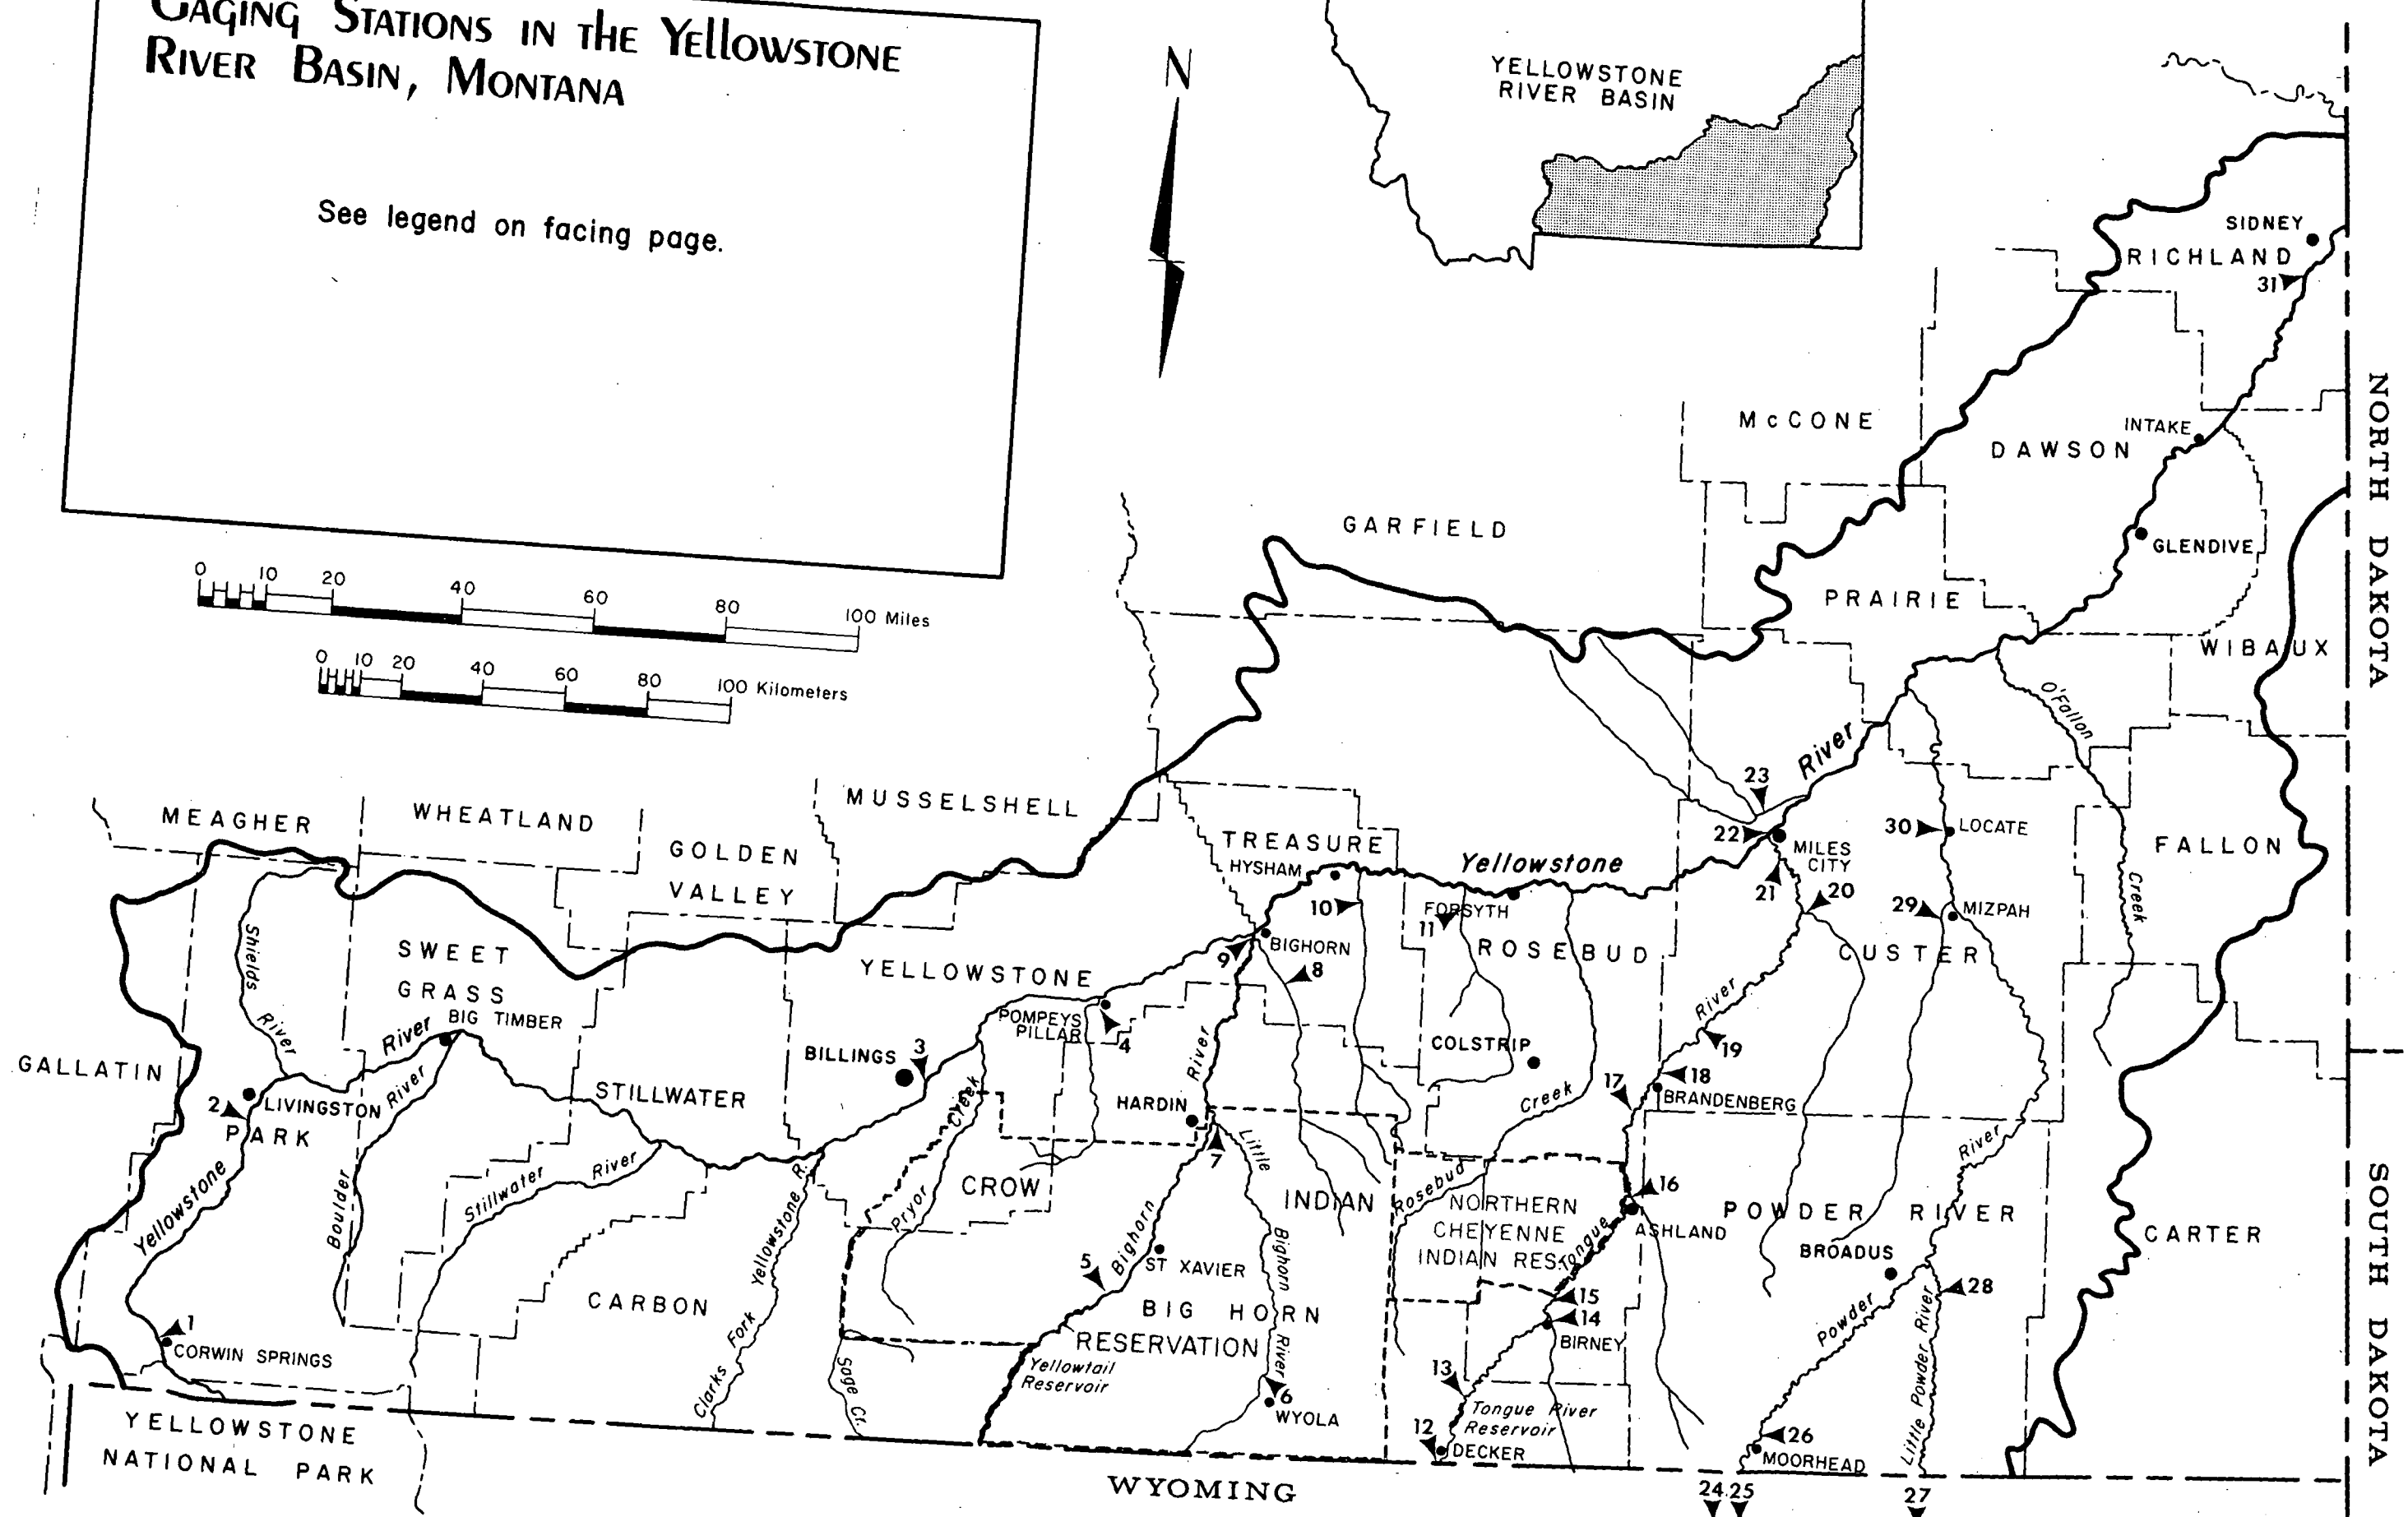 GAGING STATIONS IN THE YELLOWSTONE
RIVER BASIN, MONTANA
See legend on facing page.
0 10 20 40 60 80 100 Miles
0 10 20 40 60 80 100 Kilometers
N
YELLOWSTONE
RIVER BASIN
SIDNEY
RICHLAND
31
NORTH DAKOTA
McCONE
INTAKE
DAWSON
GARFIELD
GLENDIVE
PRAIRIE
WIBAUX
O'Fallon
Creek
River
23
MEAGHER
WHEATLAND
GOLDEN
VALLEY
MUSSELSHELL
TREASURE
HYSHAM
Yellowstone
22
MILES
CITY
21
20
30
LOCATE
FALLON
10
FORSYTH
11
29
MIZPAH
Shields
River
SWEET
GRASS
BIG TIMBER
River
YELLOWSTONE
9
BIGHORN
8
ROSEBUD
CUSTER
GALLATIN
2
LIVINGSTON
PARK
Boulder
River
STILLWATER
BILLINGS
3
POMPEYS
PILLAR
4
River
COLSTRIP
River
19
18
17
BRANDENBERG
HARDIN
7
Little
Bighorn
River
Creek
Rosebud
Yellowstone
Stillwater
River
Clarks Fork Yellowstone R.
Pryor
Creek
CROW
INDIAN
RESERVATION
NORTHERN
CHEYENNE
INDIAN RES.
Tongue
16
ASHLAND
POWDER RIVER
River
BROADUS
CARTER
SOUTH DAKOTA
5
Bighorn
ST XAVIER
BIG HORN
CARBON
15
14
BIRNEY
Powder
28
Little Powder River
1
CORWIN SPRINGS
Sage Cr.
Yellowtail
Reservoir
6
WYOLA
13
Tongue River
Reservoir
12
DECKER
26
MOORHEAD
YELLOWSTONE
NATIONAL PARK
WYOMING
24 25
27